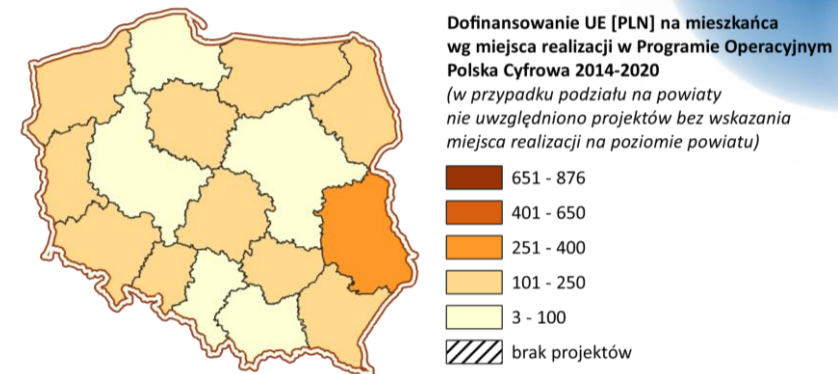 Dofinansowanie UE [PLN] na mieszkańca
wg miejsca realizacji w Programie Operacyjnym
Polska Cyfrowa 2014-2020
(w przypadku podziału na powiaty
nie uwzględniono projektów bez wskazania
miejsca realizacji na poziomie powiatu)
651 - 876
401 - 650
251 - 400
101 - 250
3 - 100
brak projektów